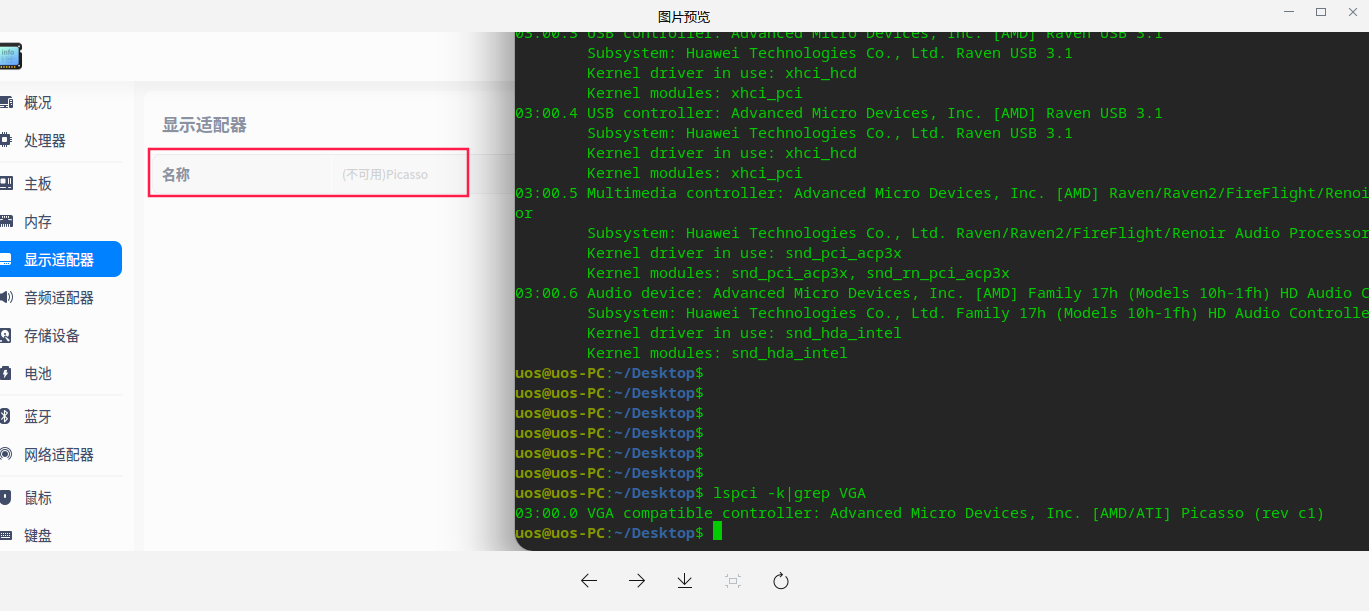 图片预览
info
概况
处理器
主板
内存
显示适配器
音频适配器
存储设备
电池
蓝牙
网络适配器
鼠标
键盘
显示适配器
名称 (不可用)Picasso
03:00.3 USB controller: Advanced Micro Devices, Inc. [AMD] Raven USB 3.1
Subsystem: Huawei Technologies Co., Ltd. Raven USB 3.1
Kernel driver in use: xhci_hcd
Kernel modules: xhci_pci
03:00.4 USB controller: Advanced Micro Devices, Inc. [AMD] Raven USB 3.1
Subsystem: Huawei Technologies Co., Ltd. Raven USB 3.1
Kernel driver in use: xhci_hcd
Kernel modules: xhci_pci
03:00.5 Multimedia controller: Advanced Micro Devices, Inc. [AMD] Raven/Raven2/FireFlight/Renoi
or
Subsystem: Huawei Technologies Co., Ltd. Raven/Raven2/FireFlight/Renoir Audio Processor
Kernel driver in use: snd_pci_acp3x
Kernel modules: snd_pci_acp3x, snd_rn_pci_acp3x
03:00.6 Audio device: Advanced Micro Devices, Inc. [AMD] Family 17h (Models 10h-1fh) HD Audio C
Subsystem: Huawei Technologies Co., Ltd. Family 17h (Models 10h-1fh) HD Audio Controlle
Kernel driver in use: snd_hda_intel
Kernel modules: snd_hda_intel
uos@uos-PC:~/Desktop$
uos@uos-PC:~/Desktop$
uos@uos-PC:~/Desktop$
uos@uos-PC:~/Desktop$
uos@uos-PC:~/Desktop$
uos@uos-PC:~/Desktop$
uos@uos-PC:~/Desktop$ lspci -k|grep VGA
03:00.0 VGA compatible controller: Advanced Micro Devices, Inc. [AMD/ATI] Picasso (rev c1)
uos@uos-PC:~/Desktop$